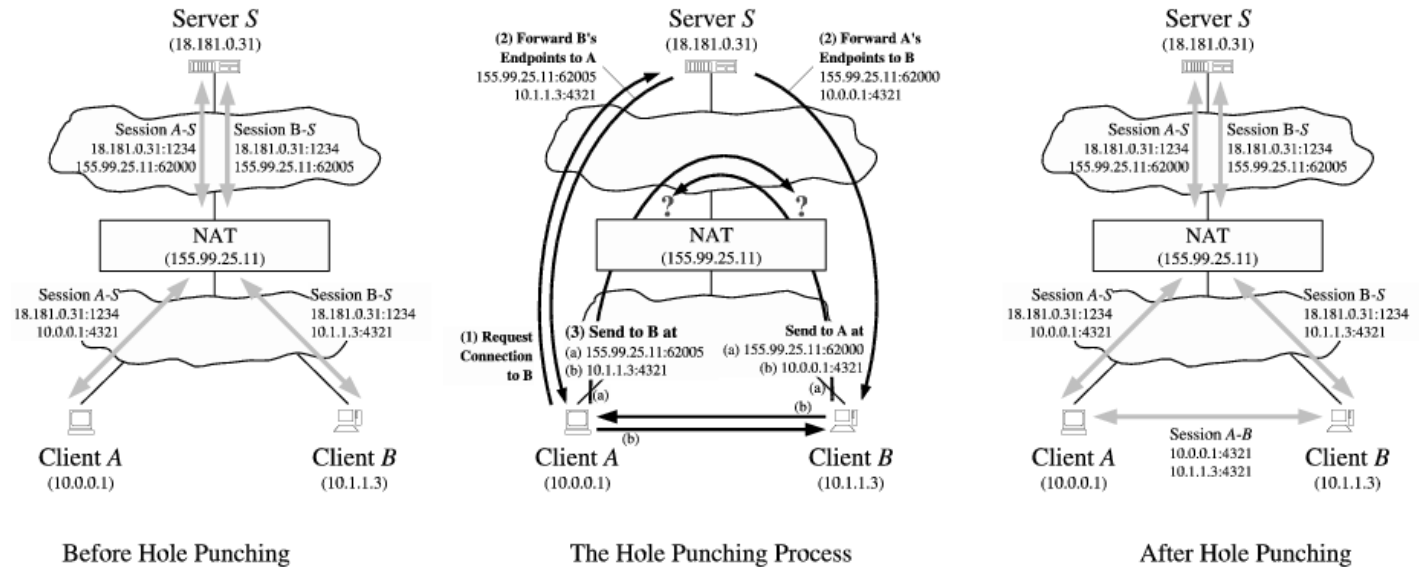 Server S
(18.181.0.31)
Session A-S
18.181.0.31:1234
155.99.25.11:62000
Session B-S
18.181.0.31:1234
155.99.25.11:62005
NAT
(155.99.25.11)
Session A-S
18.181.0.31:1234
10.0.0.1:4321
Session B-S
18.181.0.31:1234
10.1.1.3:4321
Client A
(10.0.0.1)
Client B
(10.1.1.3)
Before Hole Punching
Server S
(18.181.0.31)
(2) Forward B's
Endpoints to A
155.99.25.11:62005
10.1.1.3:4321
(2) Forward A's
Endpoints to B
155.99.25.11:62000
10.0.0.1:4321
?
?
NAT
(155.99.25.11)
(1) Request
Connection
to B
(3) Send to B at
(a) 155.99.25.11:62005
(b) 10.1.1.3:4321
(a)
Send to A at
(a) 155.99.25.11:62000
(b) 10.0.0.1:4321
(a)
(b)
(b)
Client A
(10.0.0.1)
Client B
(10.1.1.3)
The Hole Punching Process
Server S
(18.181.0.31)
Session A-S
18.181.0.31:1234
155.99.25.11:62000
Session B-S
18.181.0.31:1234
155.99.25.11:62005
NAT
(155.99.25.11)
Session A-S
18.181.0.31:1234
10.0.0.1:4321
Session B-S
18.181.0.31:1234
10.1.1.3:4321
Client A
(10.0.0.1)
Session A-B
10.0.0.1:4321
10.1.1.3:4321
Client B
(10.1.1.3)
After Hole Punching